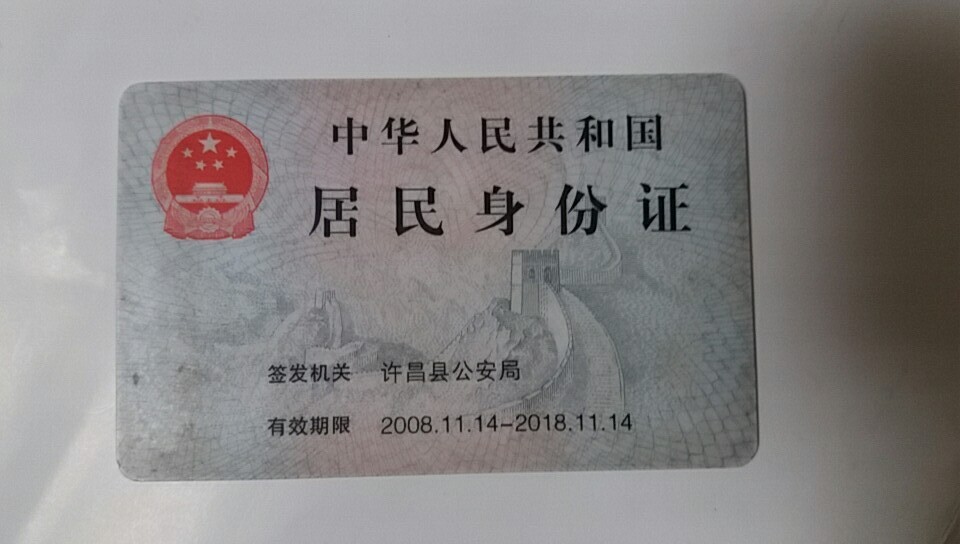 中华人民共和国
居民身份证
签发机关 许昌县公安局
有效期限 2008.11.14-2018.11.14